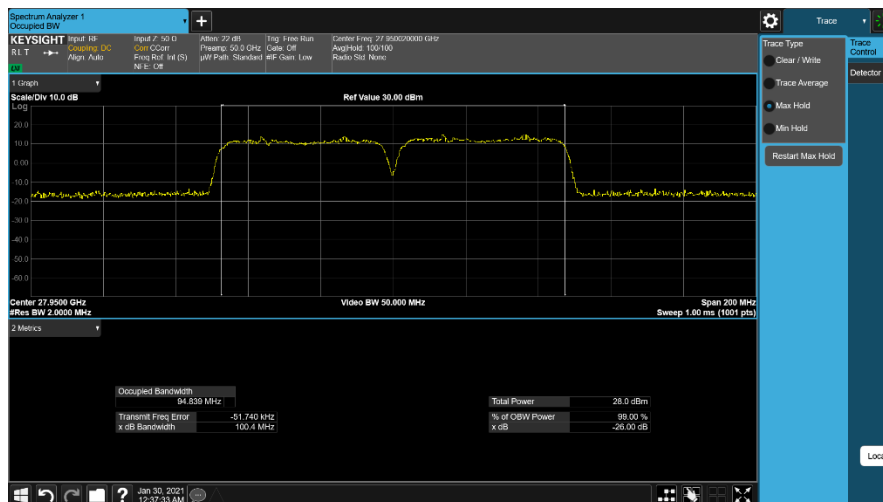 Spectrum Analyzer 1
Occupied BW
+
Trace
KEYSIGHT
RLT
Input: RF
Coupling: DC
Align: Auto
Input Z: 50 Ω
Corr CCorr
Freq Ref: Int (S)
NFE: Off
Atten: 22 dB
Preamp: 50.0 GHz
µW Path: Standard
Trig: Free Run
Gate: Off
#IF Gain: Low
Center Freq: 27.950020000 GHz
Avg|Hold: 100/100
Radio Std: None
1 Graph
Scale/Div 10.0 dB
Ref Value 30.00 dBm
Log
20.0
10.0
0.00
-10.0
-20.0
-30.0
-40.0
-50.0
-60.0
Center 27.9500 GHz
#Res BW 2.0000 MHz
Video BW 50.000 MHz
Span 200 MHz
Sweep 1.00 ms (1001 pts)
2 Metrics
Occupied Bandwidth
94.839 MHz
Transmit Freq Error -51.740 kHz
x dB Bandwidth 100.4 MHz
Total Power 28.0 dBm
% of OBW Power 99.00 %
x dB -26.00 dB
Trace Type
Clear / Write
Trace Average
Max Hold
Min Hold
Restart Max Hold
Trace
Control
Detector
Loca
?
Jan 30, 2021
12:37:33 AM